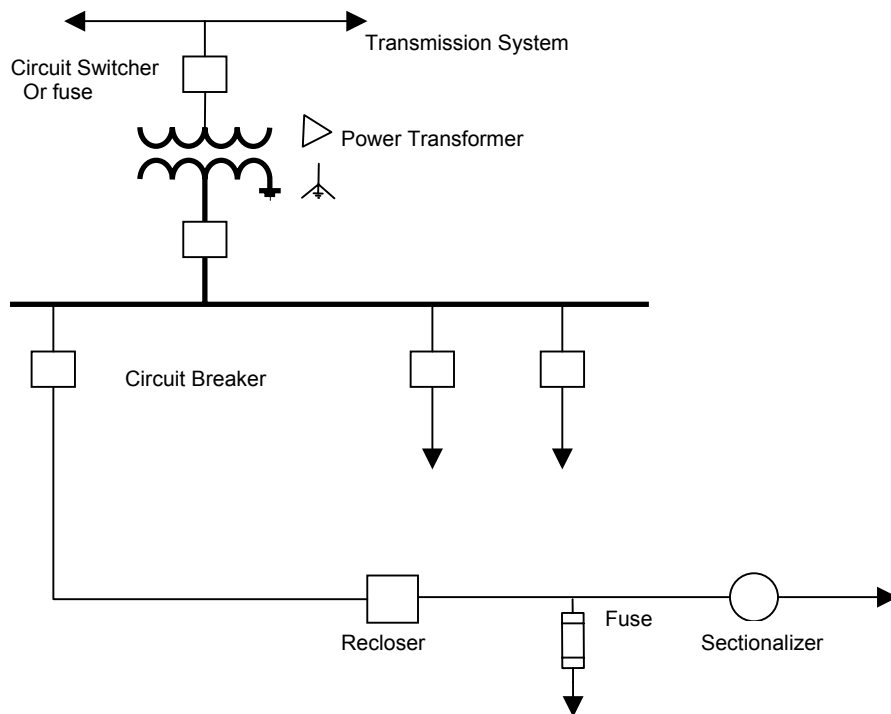 Transmission System
Circuit Switcher
Or fuse
Power Transformer
Circuit Breaker
Fuse
Recloser
Sectionalizer